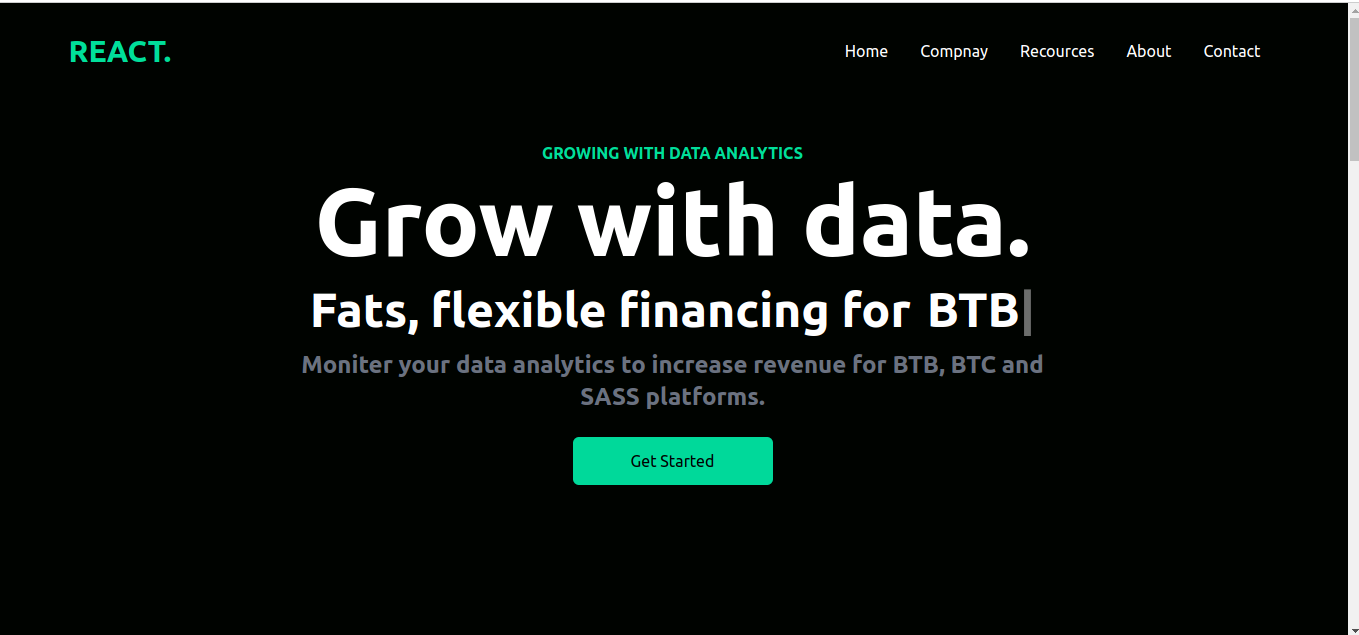 REACT.
Home Compnay Recources About Contact
GROWING WITH DATA ANALYTICS
Grow with data.
Fats, flexible financing for BTB
Moniter your data analytics to increase revenue for BTB, BTC and
SASS platforms.
Get Started